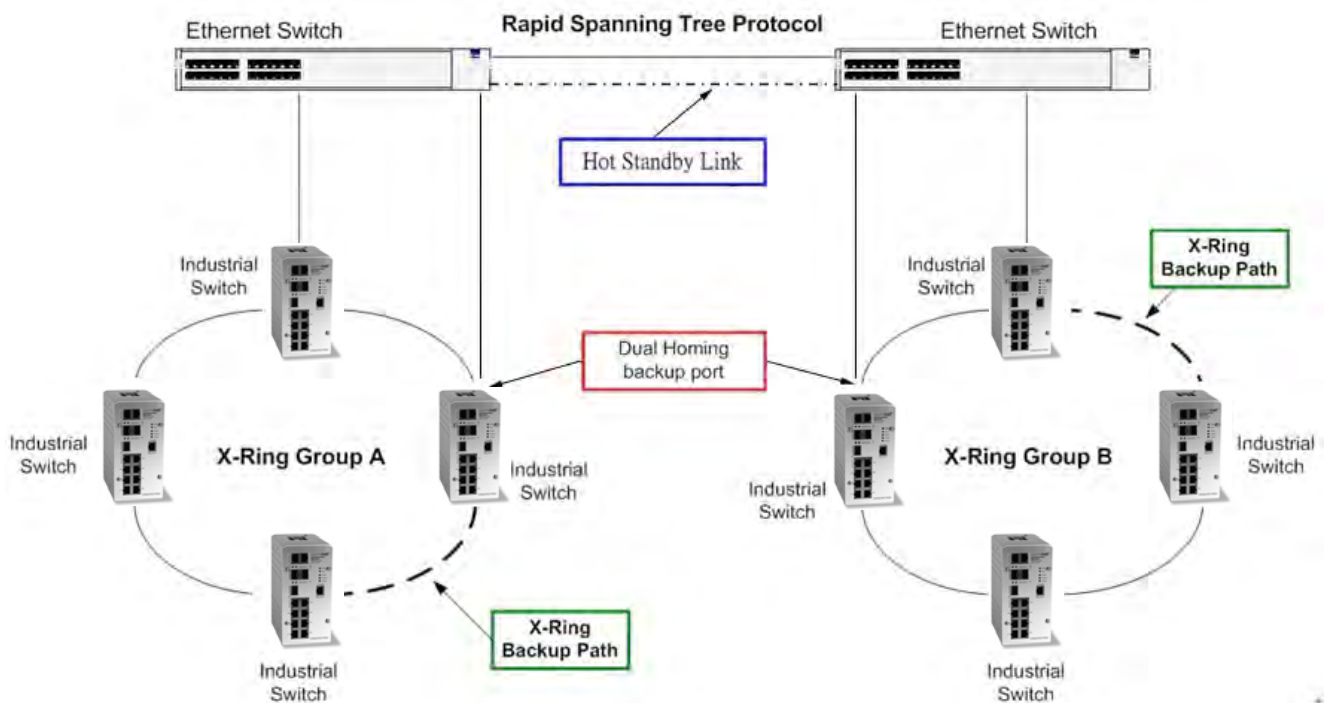 Rapid Spanning Tree Protocol
Ethernet Switch
Ethernet Switch
Hot Standby Link
Industrial
Switch
Industrial
Switch
X-Ring
Backup Path
Dual Homing
backup port
Industrial
Switch
X-Ring Group A
Industrial
Switch
Industrial
Switch
X-Ring Group B
Industrial
Switch
X-Ring
Backup Path
Industrial
Switch
Industrial
Switch